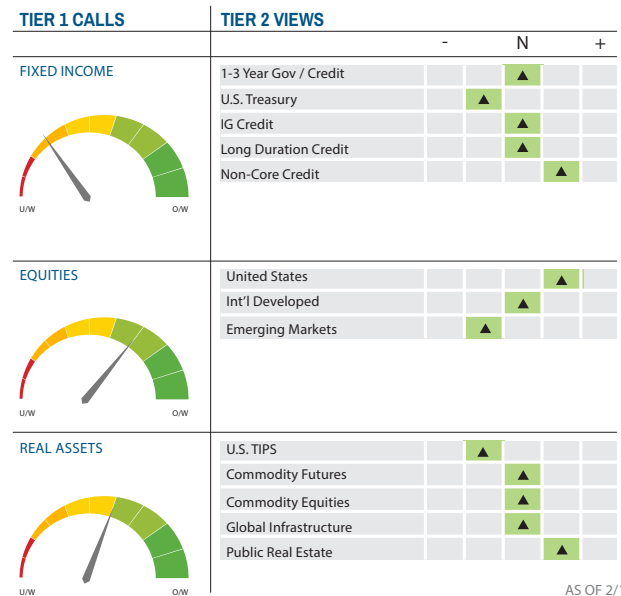 TIER 1 CALLS
TIER 2 VIEWS
- N +
FIXED INCOME
1-3 Year Gov / Credit
U.S. Treasury
IG Credit
Long Duration Credit
Non-Core Credit
U/W O/W
EQUITIES
United States
Int'l Developed
Emerging Markets
U/W O/W
REAL ASSETS
U.S. TIPS
Commodity Futures
Commodity Equities
Global Infrastructure
Public Real Estate
U/W O/W
AS OF 2/